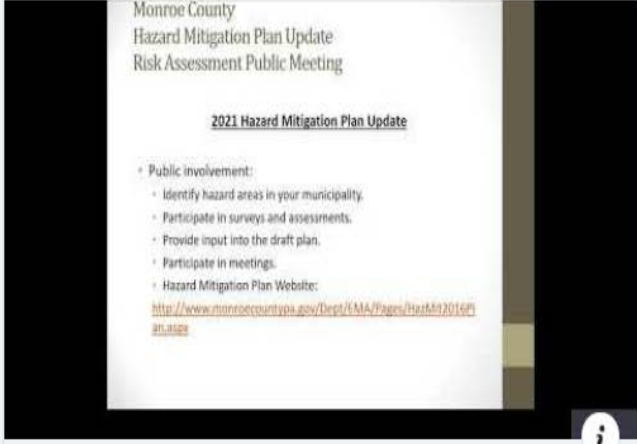 Monroe County
Hazard Mitigation Plan Update
Risk Assessment Public Meeting
2021 Hazard Mitigation Plan Update
• Public involvement:
• Identify hazard areas in your municipality.
• Participate in surveys and assessments.
• Provide input into the draft plan.
• Participate in meetings.
• Hazard Mitigation Plan Website:
http://www.monroecountypa.gov/Dept/EMA/Pages/HazMit2016Pl
an.aspx
i